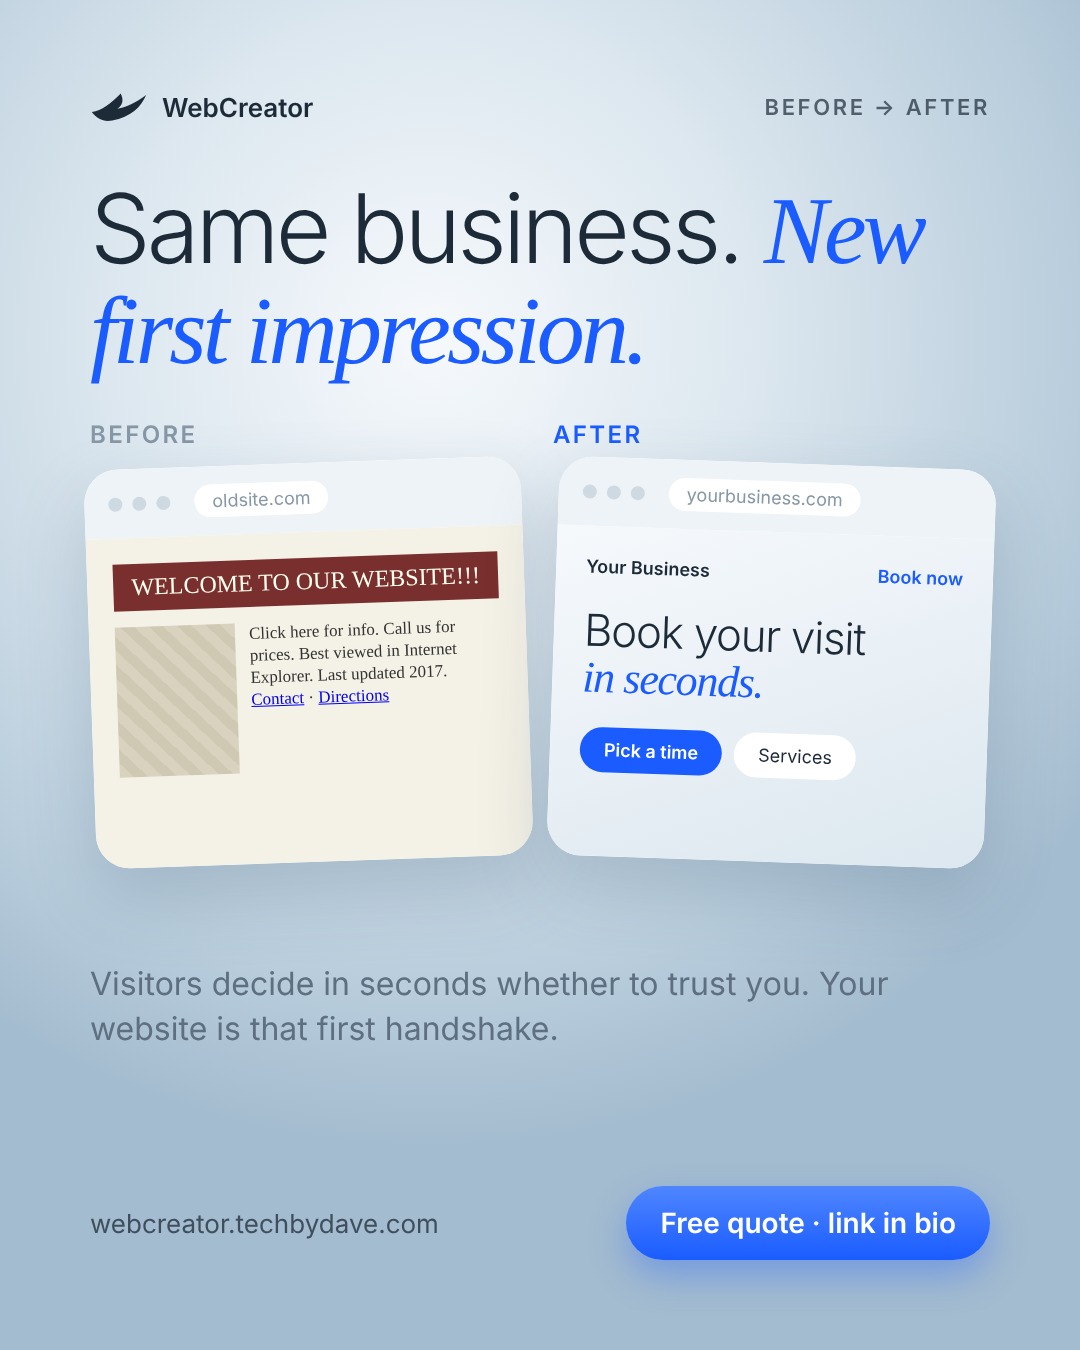 WebCreator
BEFORE → AFTER
Same business. New
first impression.
BEFORE
AFTER
oldsite.com
WELCOME TO OUR WEBSITE!!!
Click here for info. Call us for
prices. Best viewed in Internet
Explorer. Last updated 2017.
Contact · Directions
yourbusiness.com
Your Business
Book now
Book your visit
in seconds.
Pick a time
Services
Visitors decide in seconds whether to trust you. Your
website is that first handshake.
webcreator.techbydave.com
Free quote · link in bio